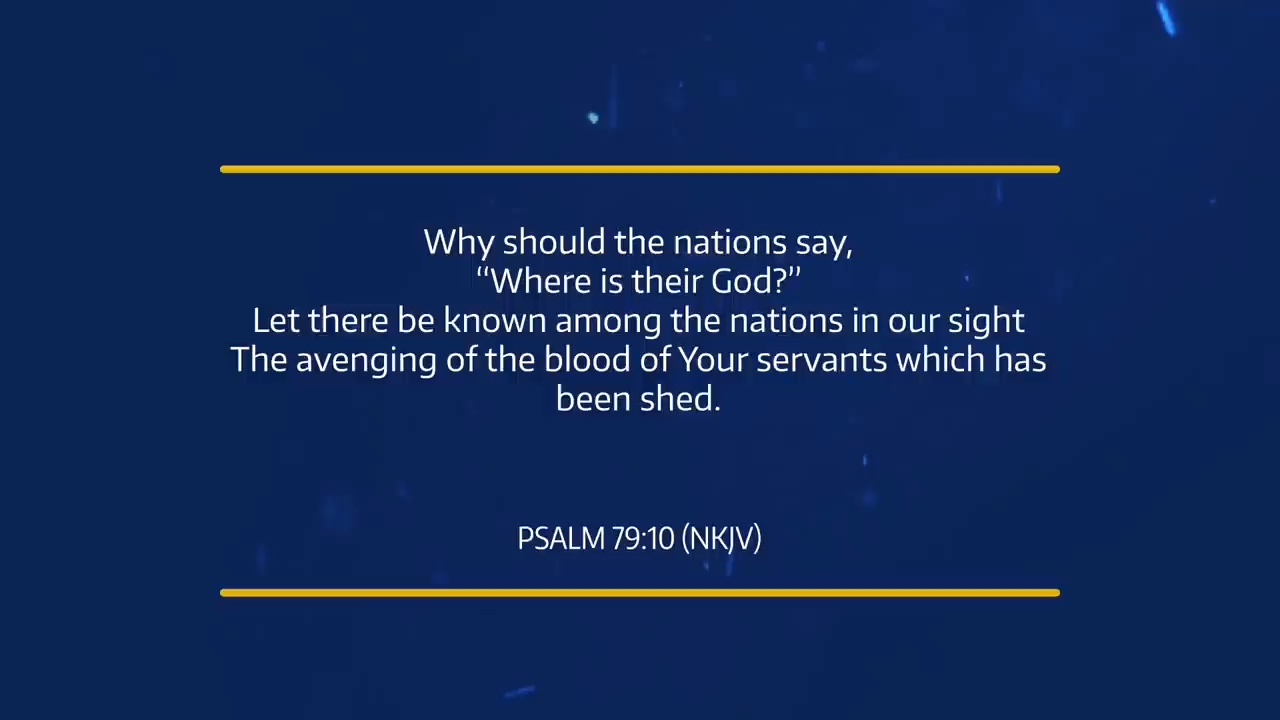 Why should the nations say,
“Where is their God?”
Let there be known among the nations in our sight
The avenging of the blood of Your servants which has
been shed.
PSALM 79:10 (NKJV)